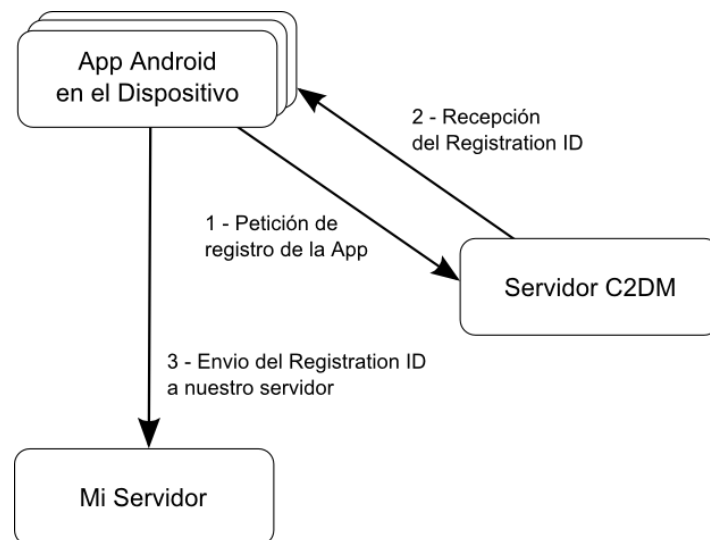 App Android
en el Dispositivo
2 - Recepción
del Registration ID
1 - Petición de
registro de la App
Servidor C2DM
3 - Envio del Registration ID
a nuestro servidor
Mi Servidor